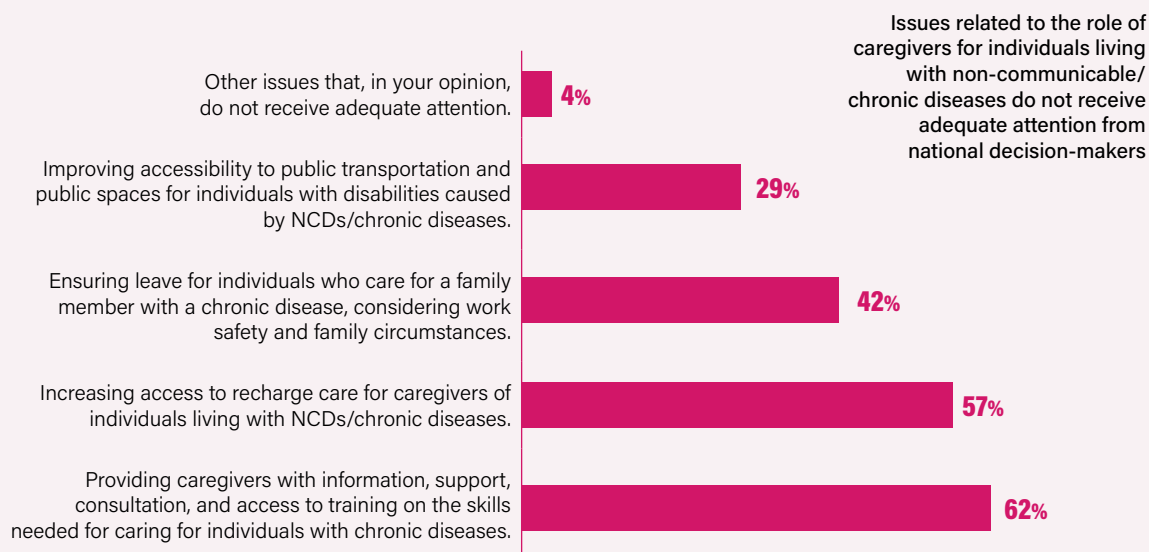 Issues related to the role of
caregivers for individuals living
with non-communicable/
chronic diseases do not receive
adequate attention from
national decision-makers
Other issues that, in your opinion,
do not receive adequate attention.
4%
Improving accessibility to public transportation and
public spaces for individuals with disabilities caused
by NCDs/chronic diseases.
29%
Ensuring leave for individuals who care for a family
member with a chronic disease, considering work
safety and family circumstances.
42%
Increasing access to recharge care for caregivers of
individuals living with NCDs/chronic diseases.
57%
Providing caregivers with information, support,
consultation, and access to training on the skills
needed for caring for individuals with chronic diseases.
62%